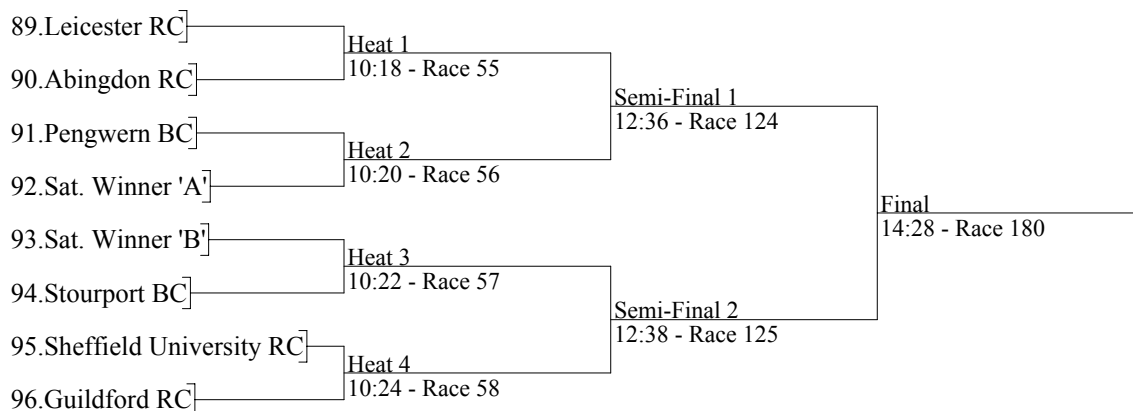 89.Leicester RC
90.Abingdon RC
91.Pengwern BC
92.Sat. Winner 'A'
93.Sat. Winner 'B'
94.Stourport BC
95.Sheffield University RC
96.Guildford RC
Heat 1
10:18 - Race 55
Heat 2
10:20 - Race 56
Heat 3
10:22 - Race 57
Heat 4
10:24 - Race 58
Semi-Final 1
12:36 - Race 124
Semi-Final 2
12:38 - Race 125
Final
14:28 - Race 180